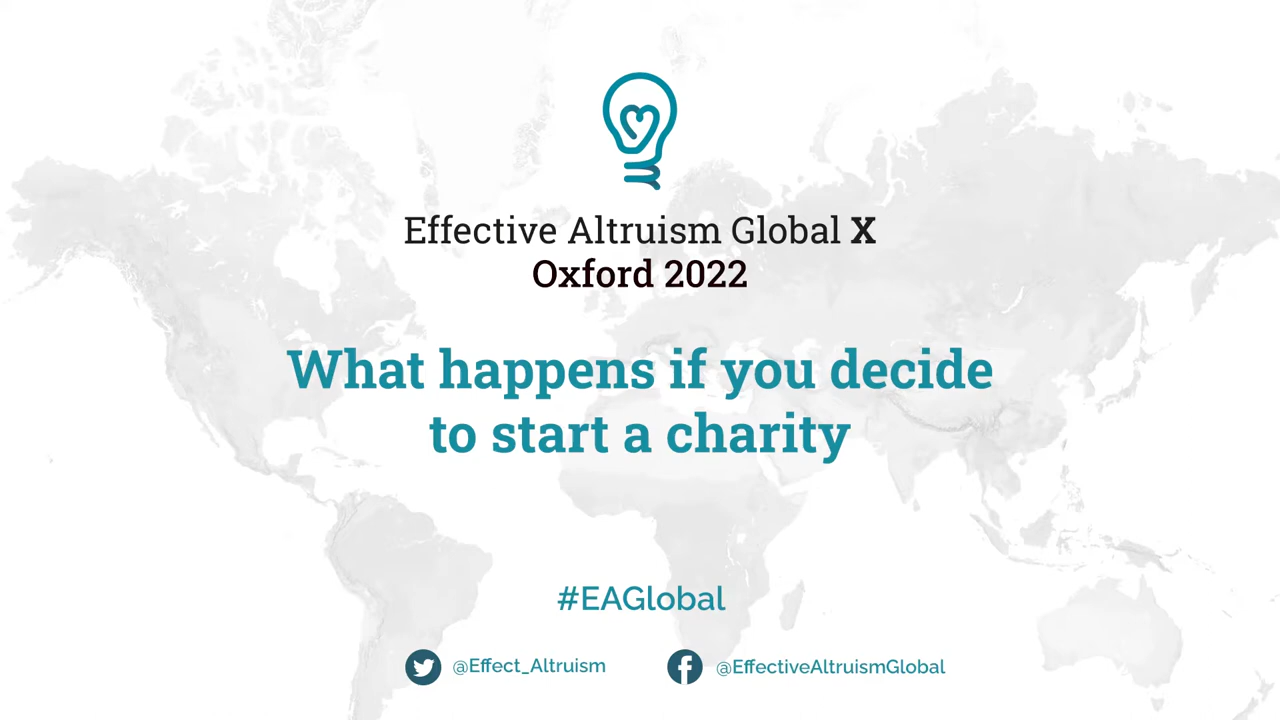 Effective Altruism Global X
Oxford 2022
What happens if you decide
to start a charity
#EAGlobal
@Effect_Altruism
@EffectiveAltruismGlobal